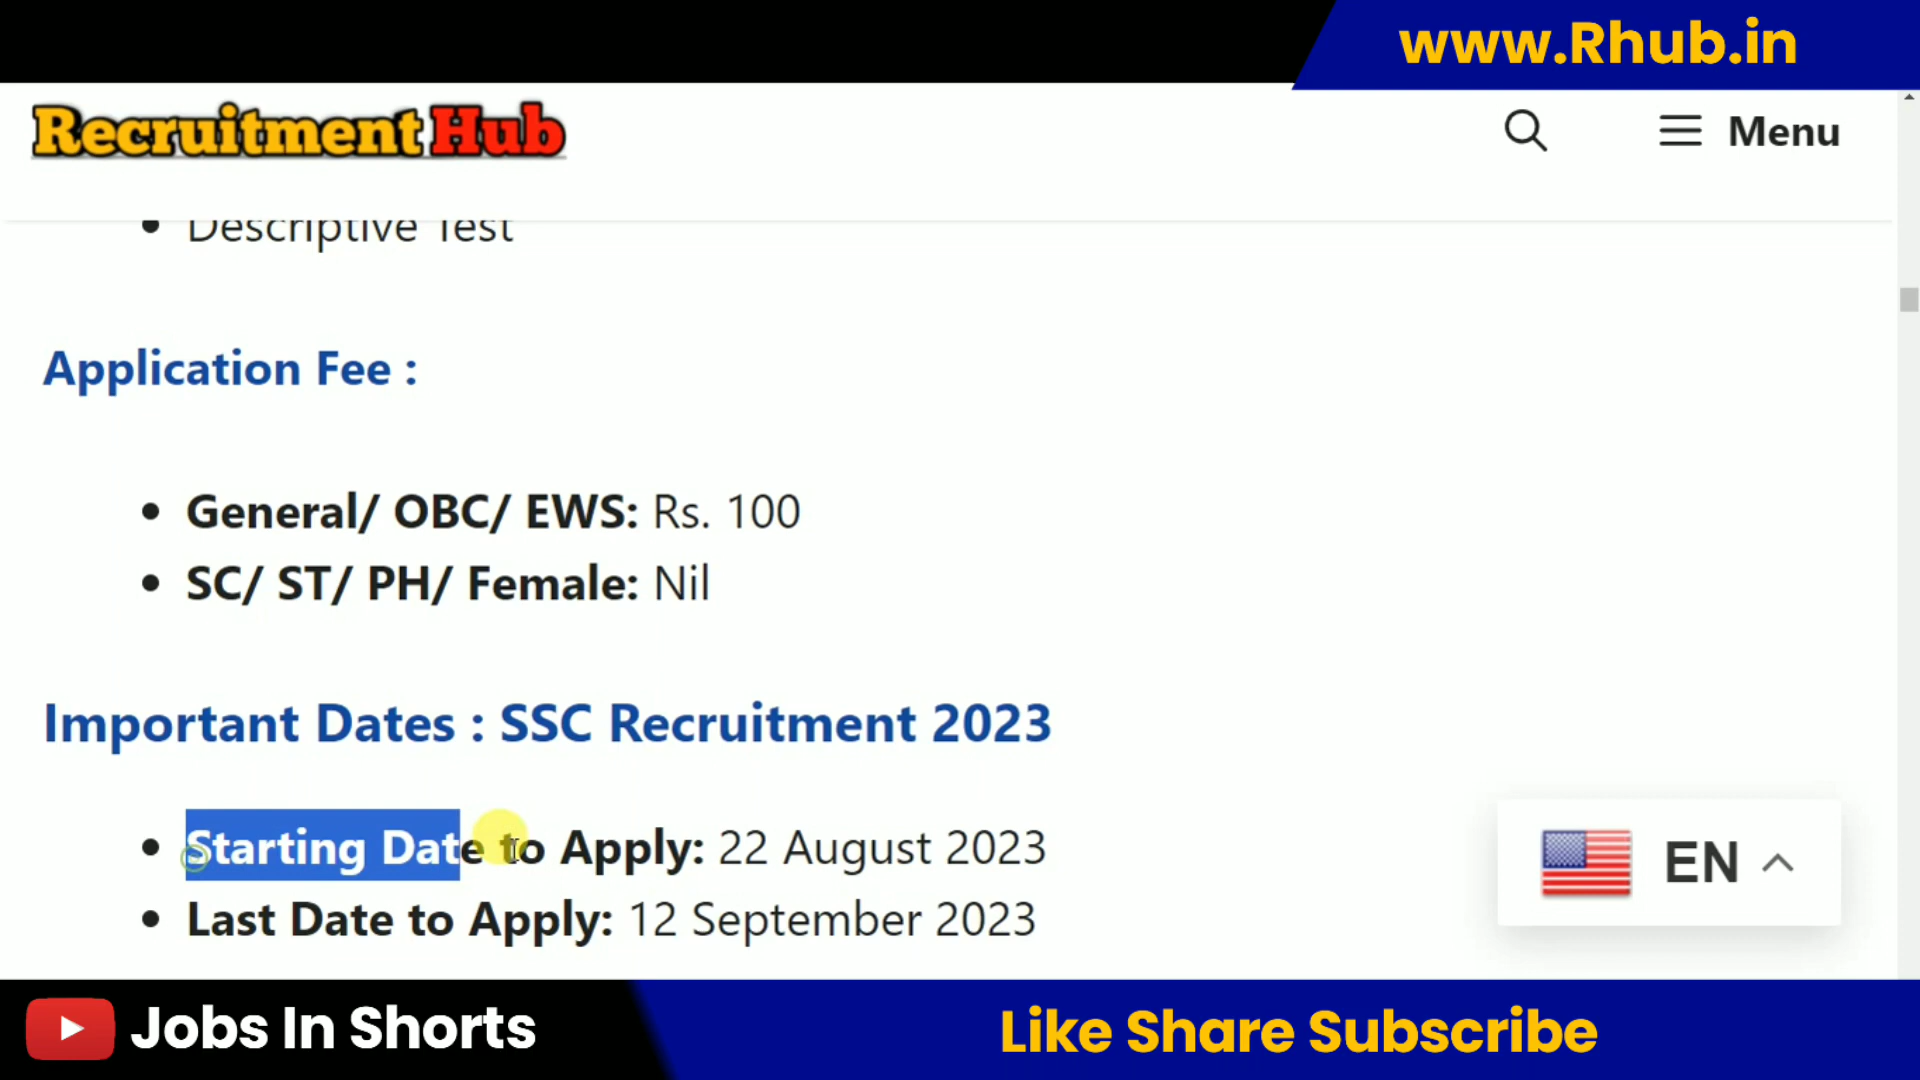 www.Rhub.in
Recruitment Hub
Menu
Descriptive Test
Application Fee :
General/ OBC/ EWS: Rs. 100
SC/ ST/ PH/ Female: Nil
Important Dates : SSC Recruitment 2023
Starting Date to Apply: 22 August 2023
Last Date to Apply: 12 September 2023
EN
Jobs In Shorts
Like Share Subscribe